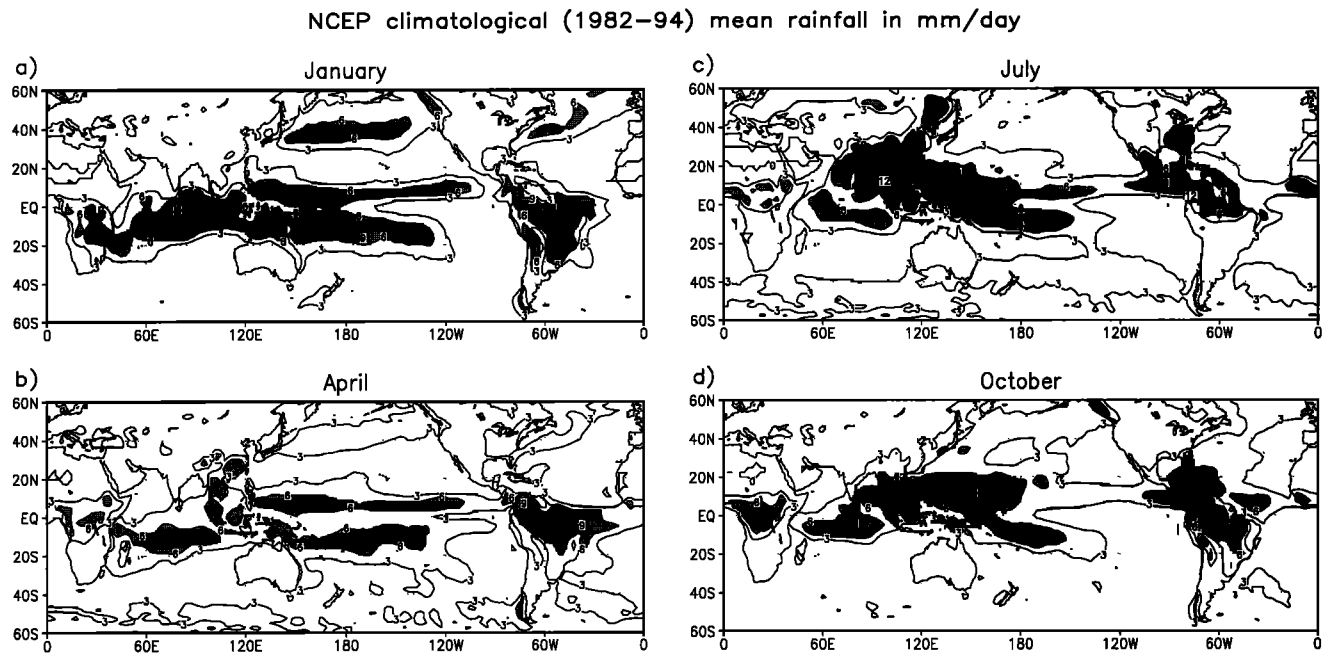 NCEP climatological (1982–94) mean rainfall in mm/day
a)
January
60N
40N
20N
EQ
20S
40S
60S
0 60E 120E 180 120W 60W 0
b)
April
60N
40N
20N
EQ
20S
40S
60S
0 60E 120E 180 120W 60W 0
c)
July
60N
40N
20N
EQ
20S
40S
60S
60E 120E 180 120W 60W 0
d)
October
60N
40N
20N
EQ
20S
40S
60S
60E 120E 180 120W 60W 0